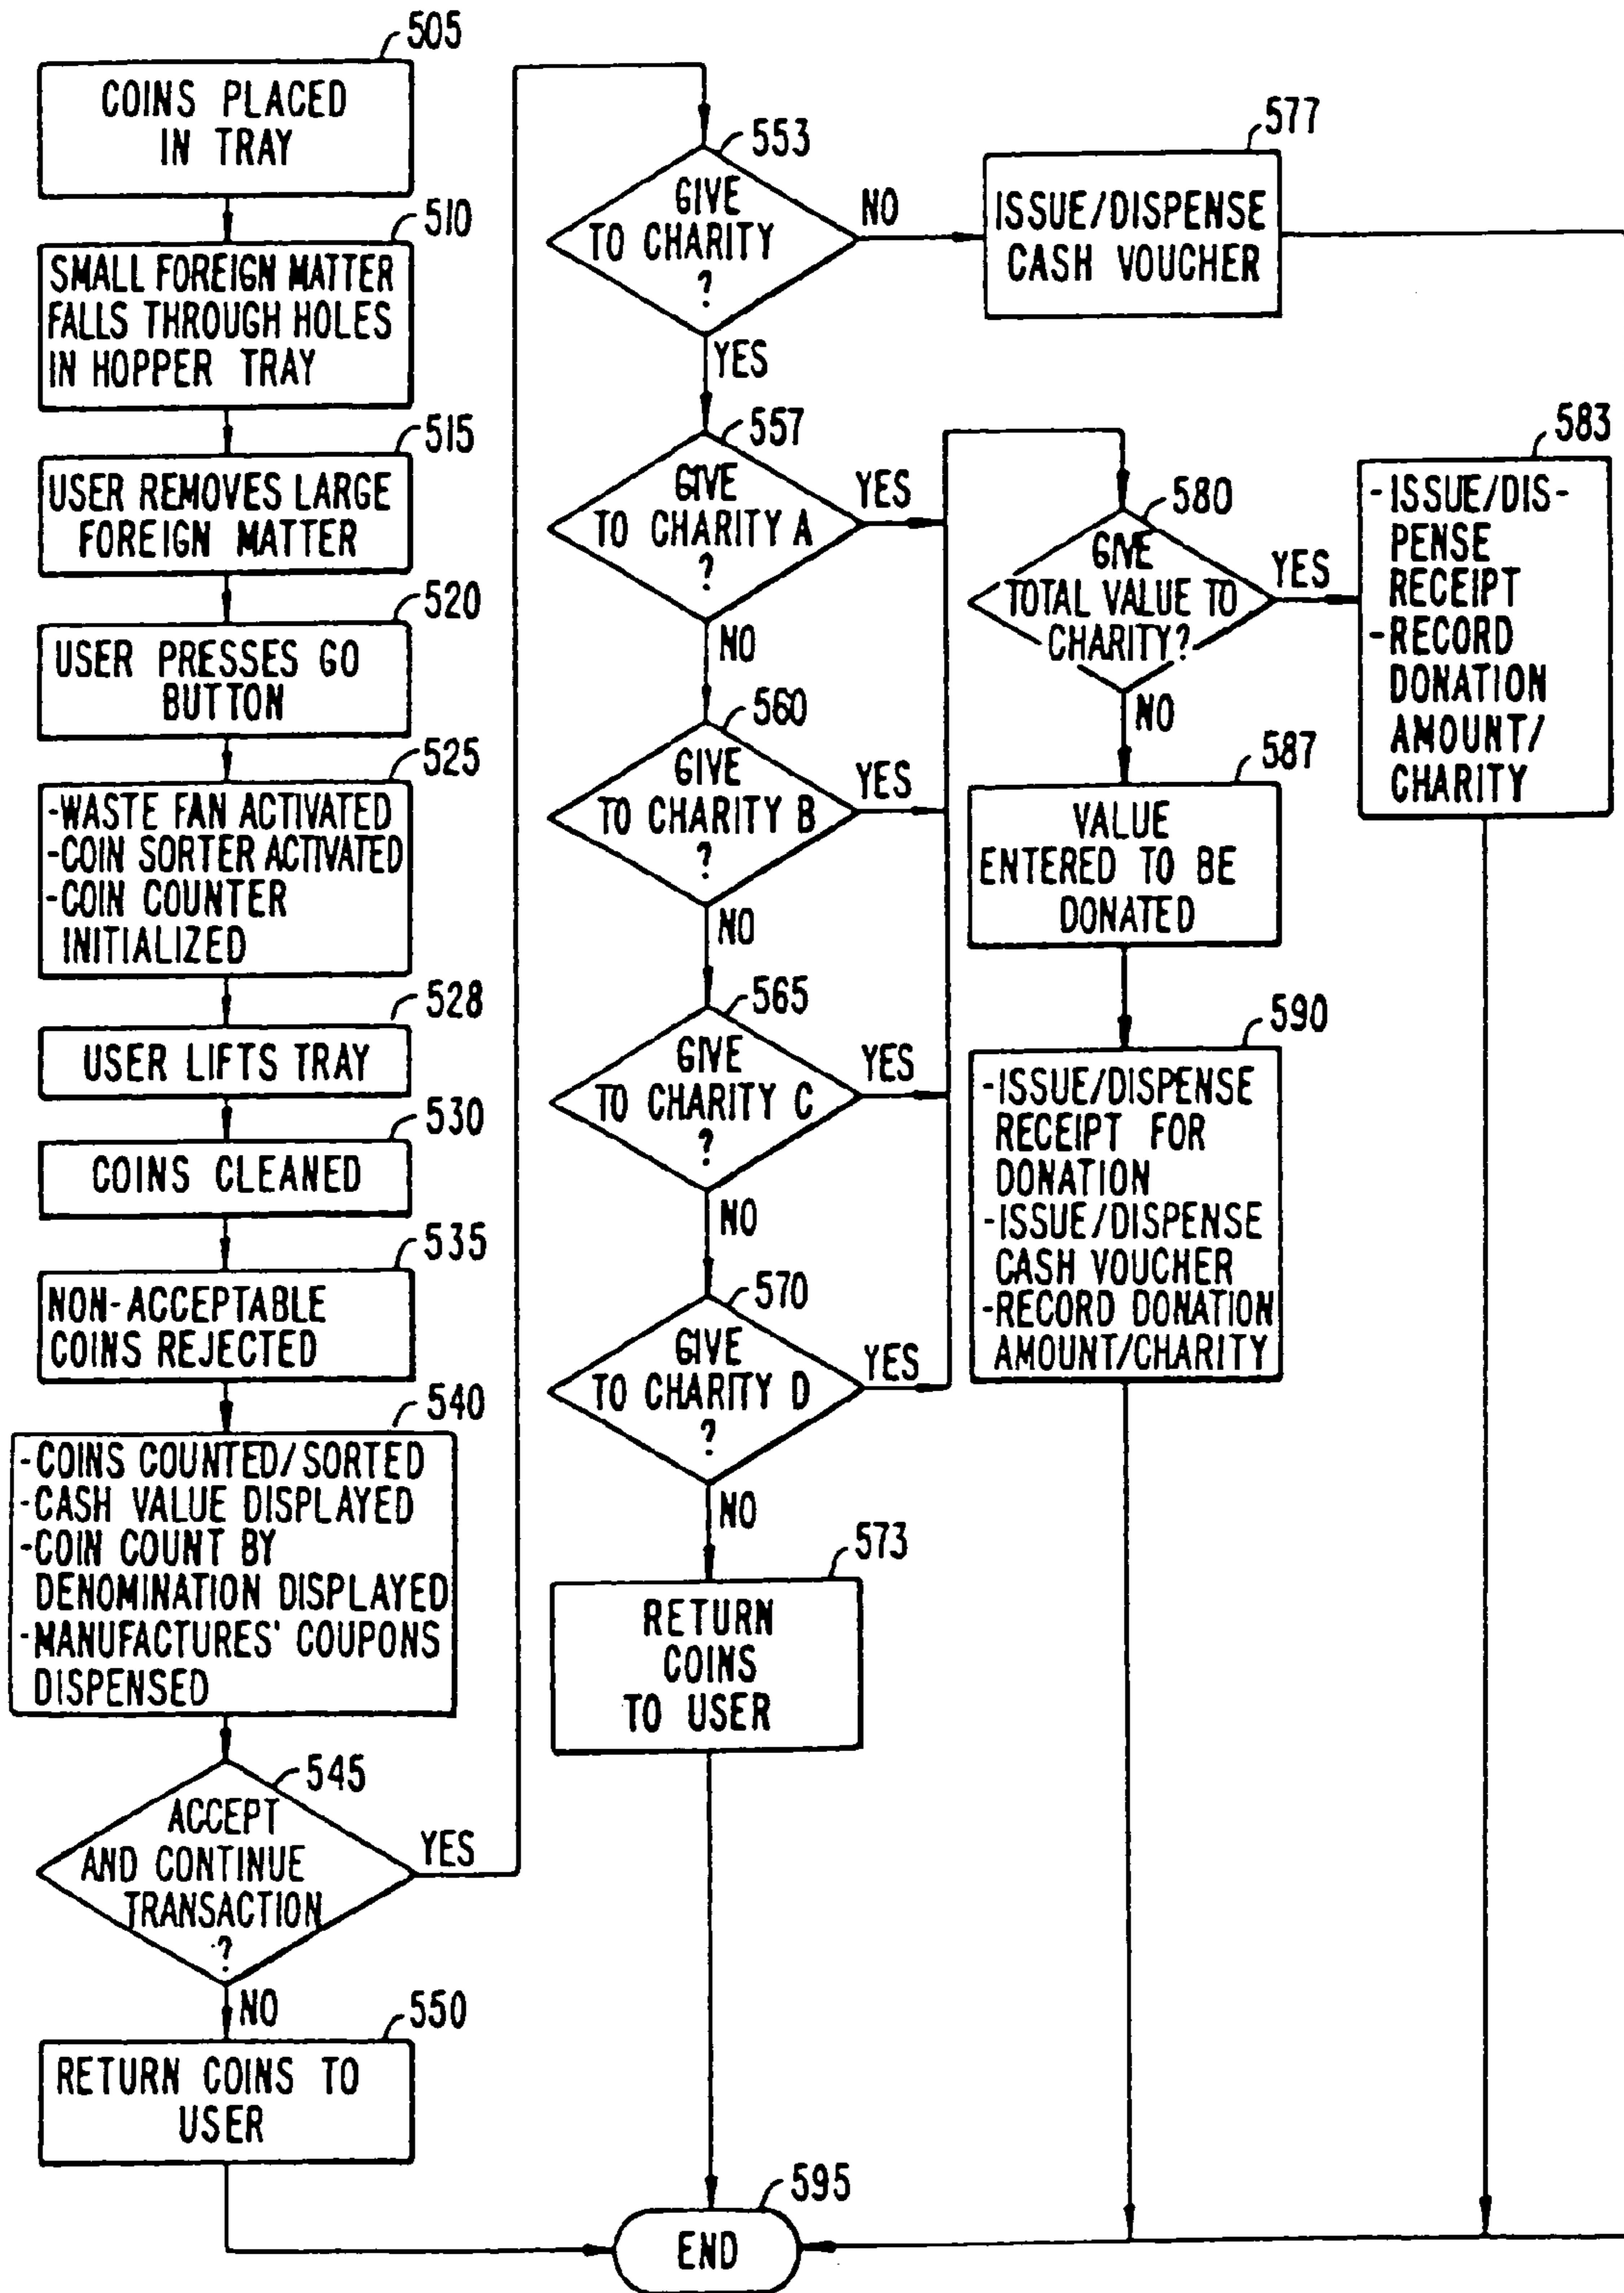 505
COINS PLACED
IN TRAY
510
SMALL FOREIGN MATTER
FALLS THROUGH HOLES
IN HOPPER TRAY
515
USER REMOVES LARGE
FOREIGN MATTER
520
USER PRESSES GO
BUTTON
525
-WASTE FAN ACTIVATED
-COIN SORTER ACTIVATED
-COIN COUNTER
INITIALIZED
528
USER LIFTS TRAY
530
COINS CLEANED
535
NON-ACCEPTABLE
COINS REJECTED
540
-COINS COUNTED/SORTED
-CASH VALUE DISPLAYED
-COIN COUNT BY
DENOMINATION DISPLAYED
-MANUFACTURES' COUPONS
DISPENSED
545
ACCEPT
AND CONTINUE
TRANSACTION
?
YES
NO
550
RETURN COINS TO
USER
553
GIVE
TO CHARITY
?
NO
YES
577
ISSUE/DISPENSE
CASH VOUCHER
557
GIVE
TO CHARITY A
?
YES
NO
560
GIVE
TO CHARITY B
?
YES
NO
565
GIVE
TO CHARITY C
?
YES
NO
570
GIVE
TO CHARITY D
?
YES
NO
573
RETURN
COINS
TO USER
580
GIVE
TOTAL VALUE TO
CHARITY?
YES
NO
583
-ISSUE/DIS-
PENSE
RECEIPT
-RECORD
DONATION
AMOUNT/
CHARITY
587
VALUE
ENTERED TO BE
DONATED
590
-ISSUE/DISPENSE
RECEIPT FOR
DONATION
-ISSUE/DISPENSE
CASH VOUCHER
-RECORD DONATION
AMOUNT/CHARITY
595
END